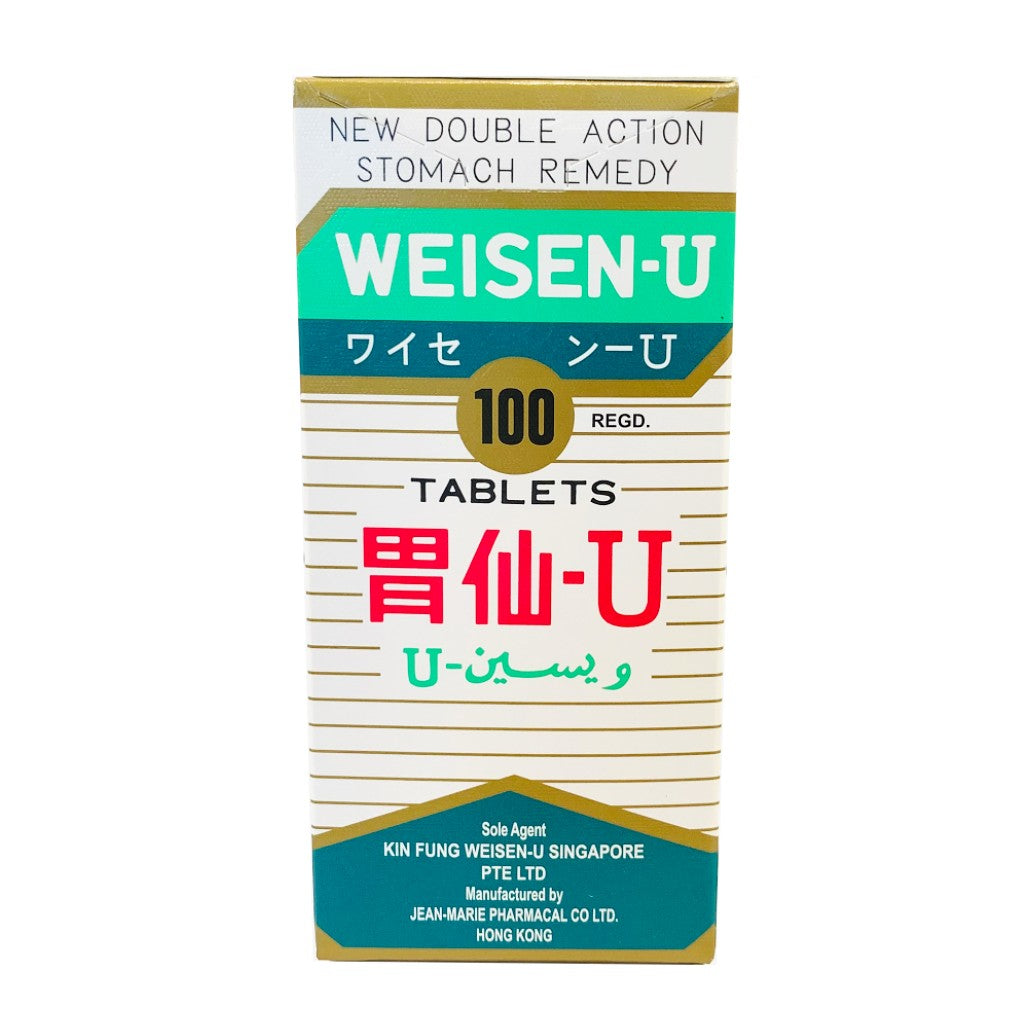 NEW DOUBLE ACTION
STOMACH REMEDY
WEISEN-U
ワイセンーU
100
REGD.
TABLETS
胃仙-U
ويسين-U
Sole Agent
KIN FUNG WEISEN-U SINGAPORE
PTE LTD
Manufactured by
JEAN-MARIE PHARMACAL CO LTD.
HONG KONG